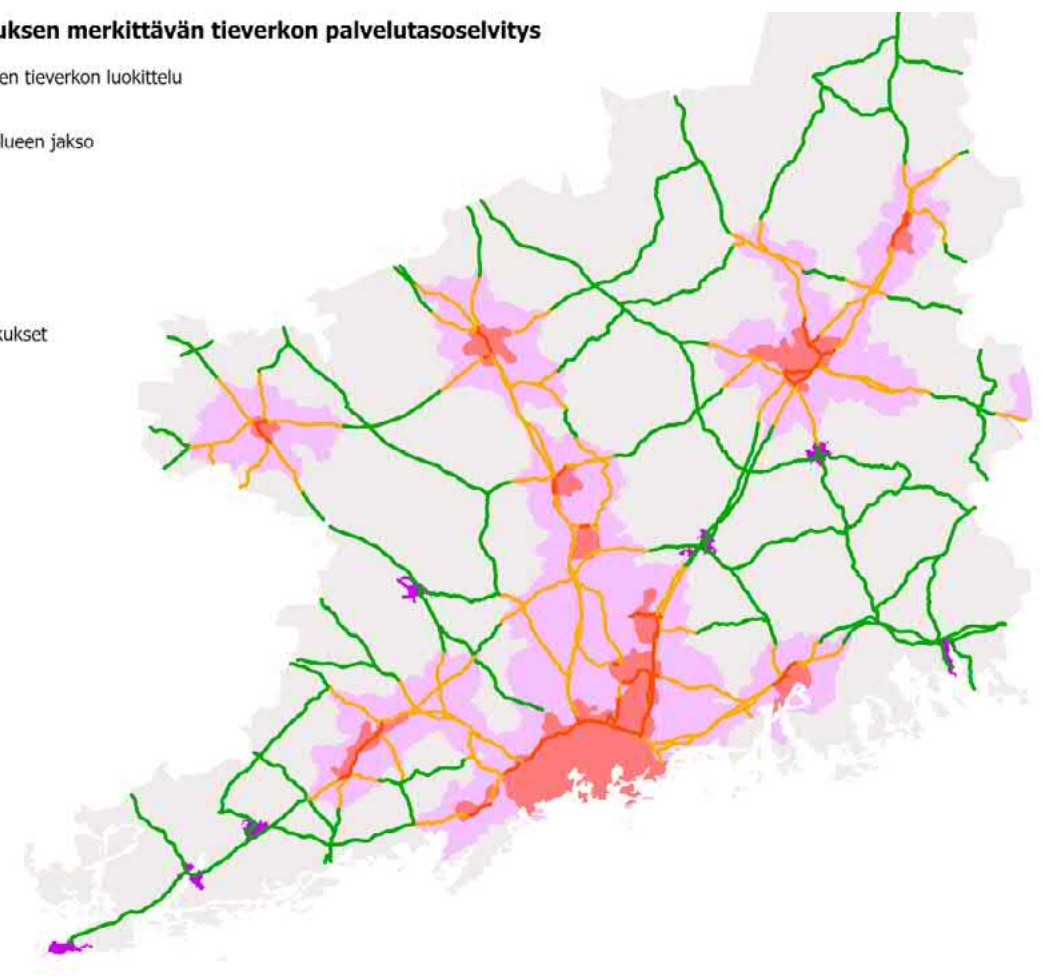 uksen merkittävän tieverkon palvelutasoselvitys
en tieverkon luokittelu
lueen jakso
kukset